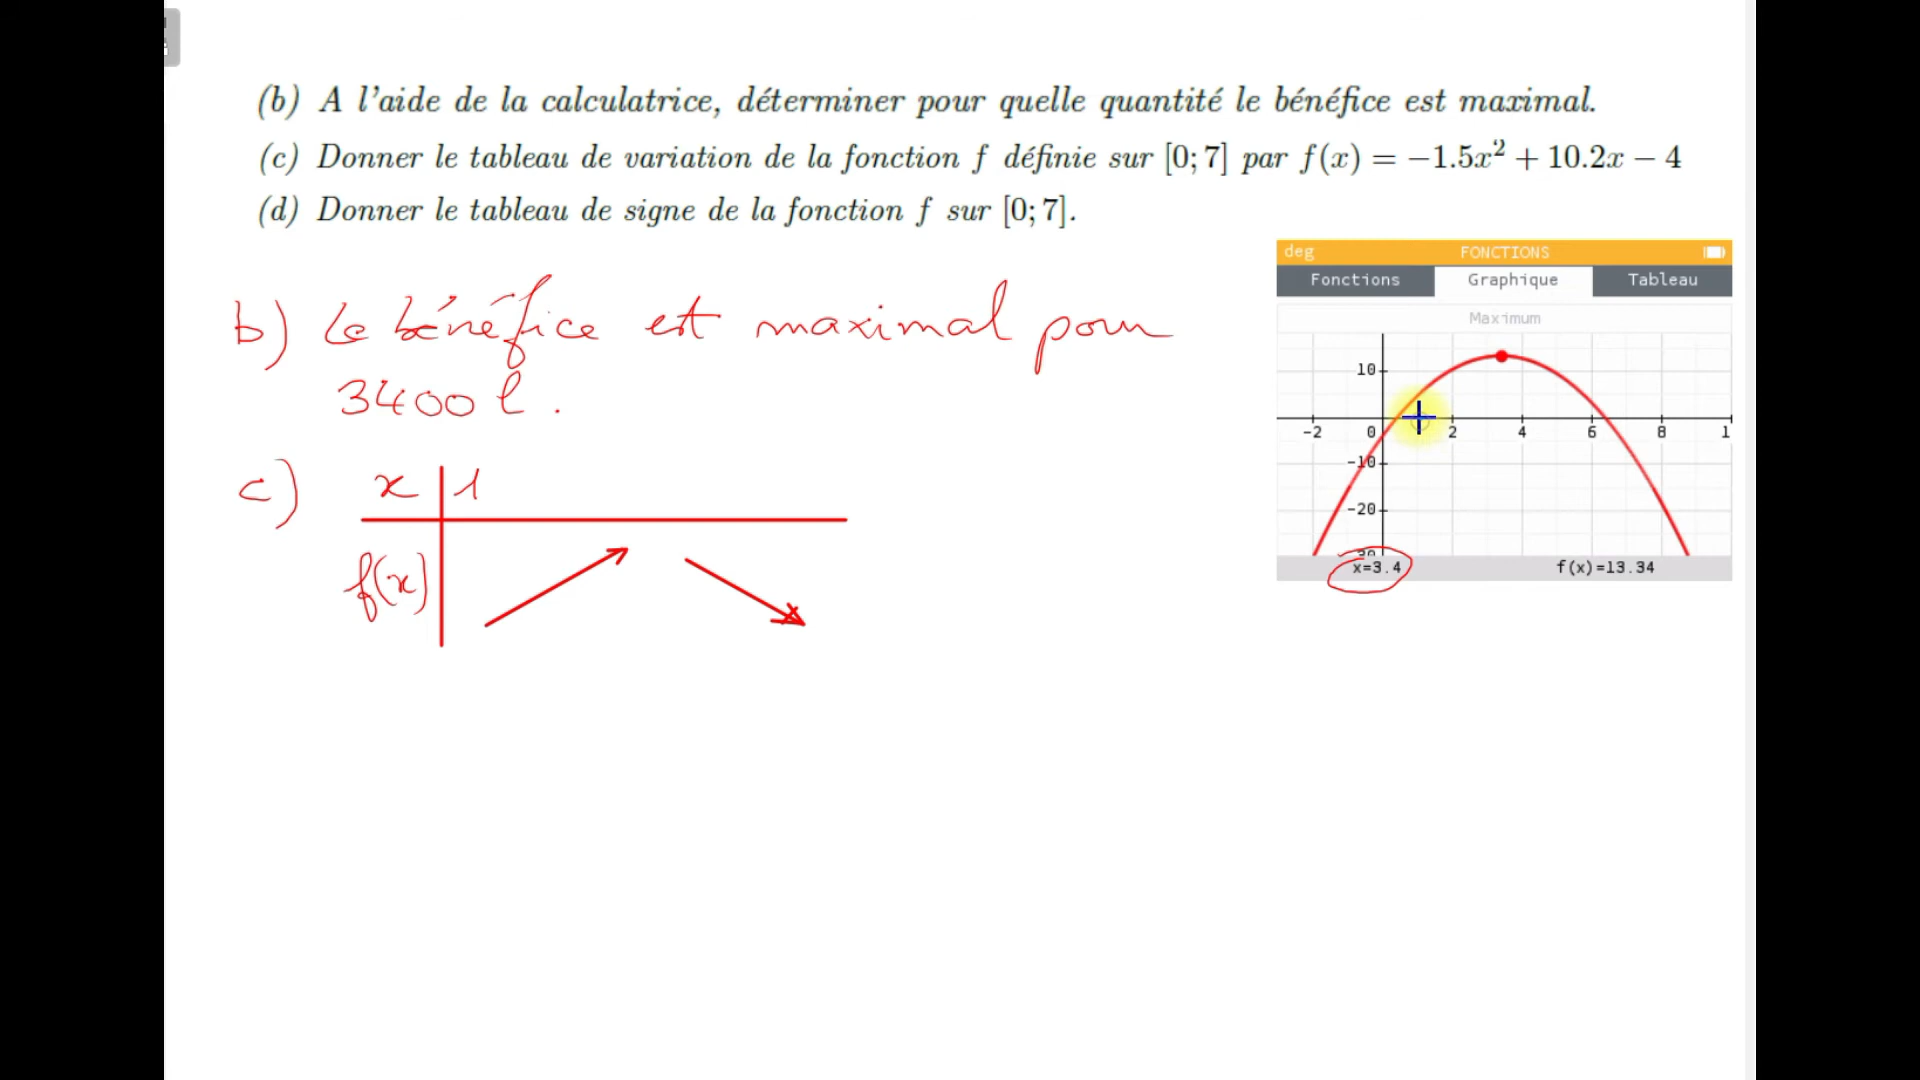 (b) A l'aide de la calculatrice, déterminer pour quelle quantité le bénéfice est maximal.
(c) Donner le tableau de variation de la fonction f définie sur [0; 7] par f(x) = −1.5x² + 10.2x − 4
(d) Donner le tableau de signe de la fonction f sur [0; 7].
deg FONCTIONS
Fonctions Graphique Tableau
Maximum
10
-2 0 2 4 6 8 1
-10
-20
x=3.4 f(x)=13.34
b) Le bénéfice est maximal pour
3400 l .
c) x 1
f(x)